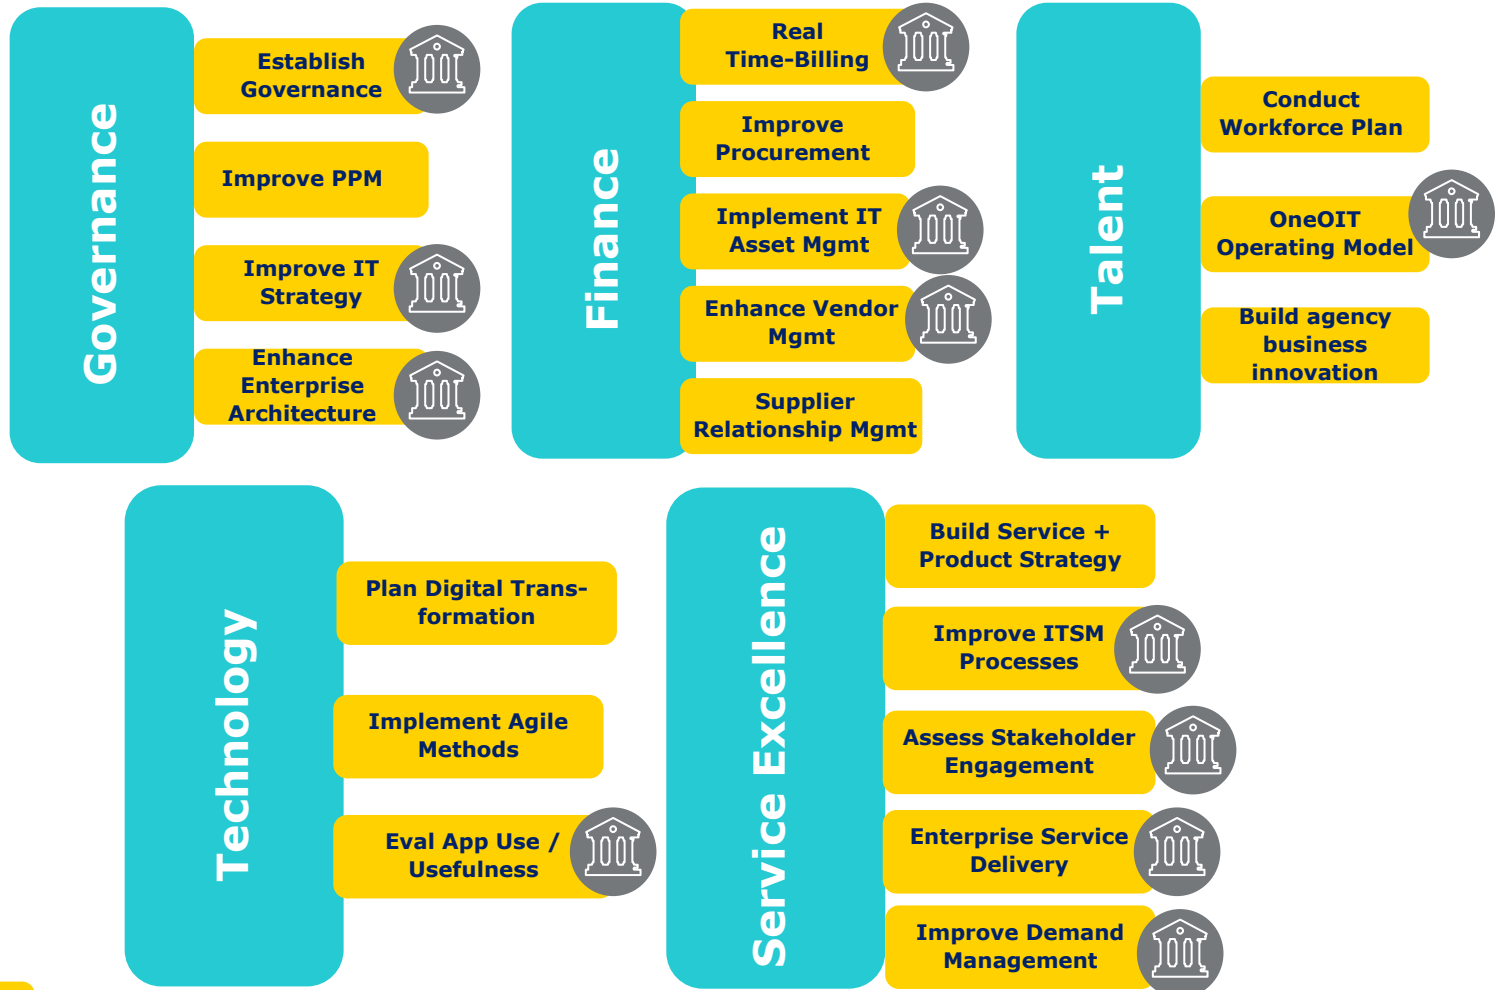 Governance
Establish
Governance
Improve PPM
Improve IT
Strategy
Enhance
Enterprise
Architecture
Finance
Real
Time-Billing
Improve
Procurement
Implement IT
Asset Mgmt
Enhance Vendor
Mgmt
Supplier
Relationship Mgmt
Talent
Conduct
Workforce Plan
OneOIT
Operating Model
Build agency
business
innovation
Technology
Plan Digital Trans-
formation
Implement Agile
Methods
Eval App Use /
Usefulness
Service Excellence
Build Service +
Product Strategy
Improve ITSM
Processes
Assess Stakeholder
Engagement
Enterprise Service
Delivery
Improve Demand
Management